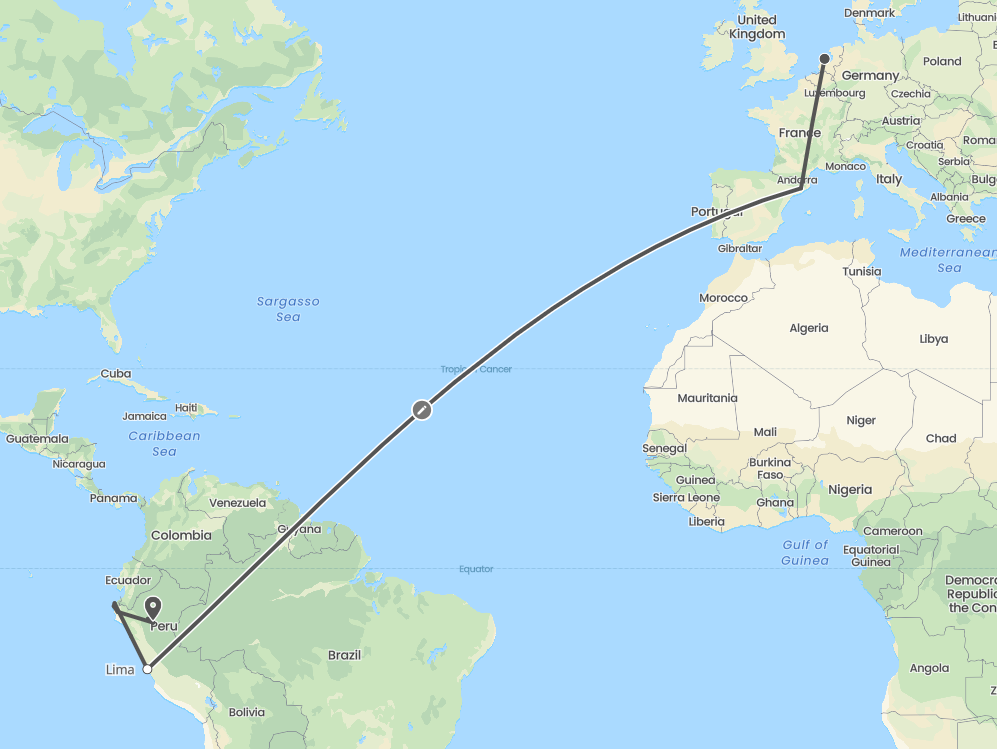 United
Kingdom
Denmark
Lithuani
Poland
Germany
Luxembourg
Czechia
France
Austria
Croatia
Roma
Serbia
Monaco
Andorra
Italy
Bulg
Albania
Greece
Portugal
Gibraltar
Mediterranean
Sea
Tunisia
Morocco
Algeria
Libya
Sargasso
Sea
Tropic of Cancer
Cuba
Jamaica
Haiti
Guatemala
Caribbean
Sea
Nicaragua
Panama
Mauritania
Mali
Niger
Chad
Senegal
Burkina
Faso
Guinea
Sierra Leone
Ghana
Nigeria
Liberia
Cameroon
Gulf of
Guinea
Equatorial
Guinea
Venezuela
Guyana
Colombia
Equator
Ecuador
Democr
Republi
the Con
Peru
Lima
Brazil
Angola
Bolivia
Z